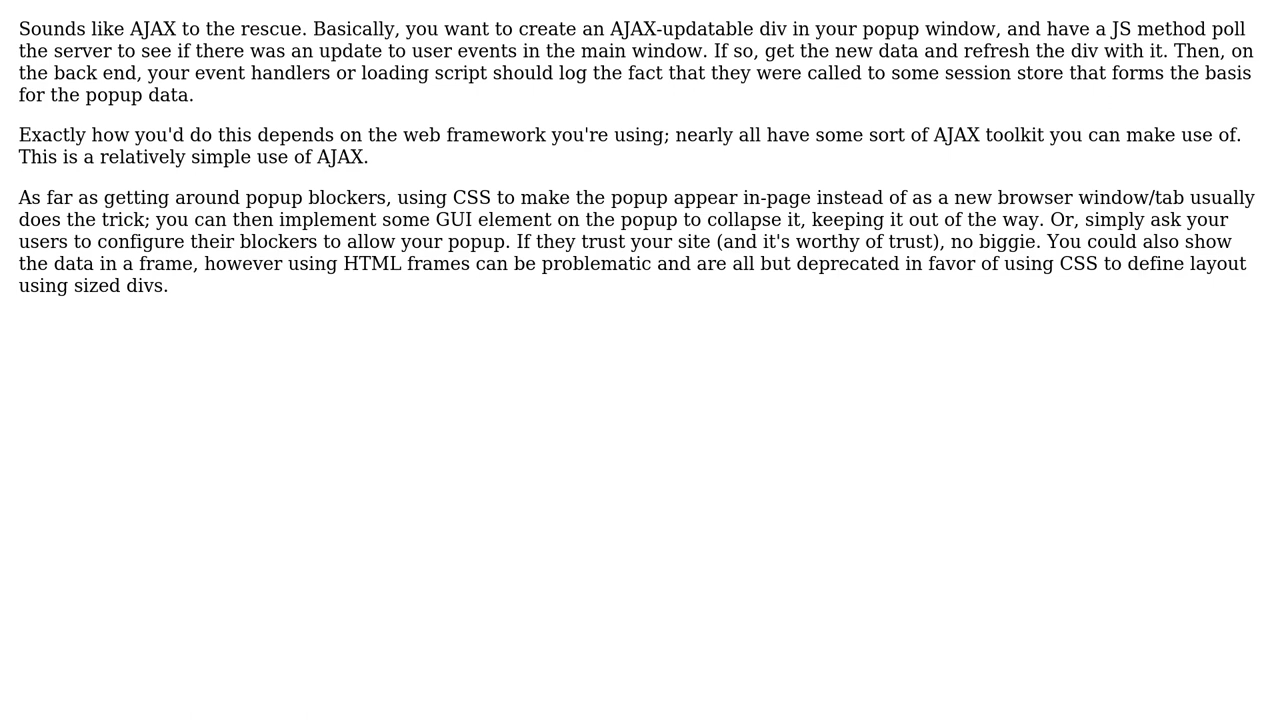 Sounds like AJAX to the rescue. Basically, you want to create an AJAX-updatable div in your popup window, and have a JS method poll
the server to see if there was an update to user events in the main window. If so, get the new data and refresh the div with it. Then, on
the back end, your event handlers or loading script should log the fact that they were called to some session store that forms the basis
for the popup data.
Exactly how you'd do this depends on the web framework you're using; nearly all have some sort of AJAX toolkit you can make use of.
This is a relatively simple use of AJAX.
As far as getting around popup blockers, using CSS to make the popup appear in-page instead of as a new browser window/tab usually
does the trick; you can then implement some GUI element on the popup to collapse it, keeping it out of the way. Or, simply ask your
users to configure their blockers to allow your popup. If they trust your site (and it's worthy of trust), no biggie. You could also show
the data in a frame, however using HTML frames can be problematic and are all but deprecated in favor of using CSS to define layout
using sized divs.